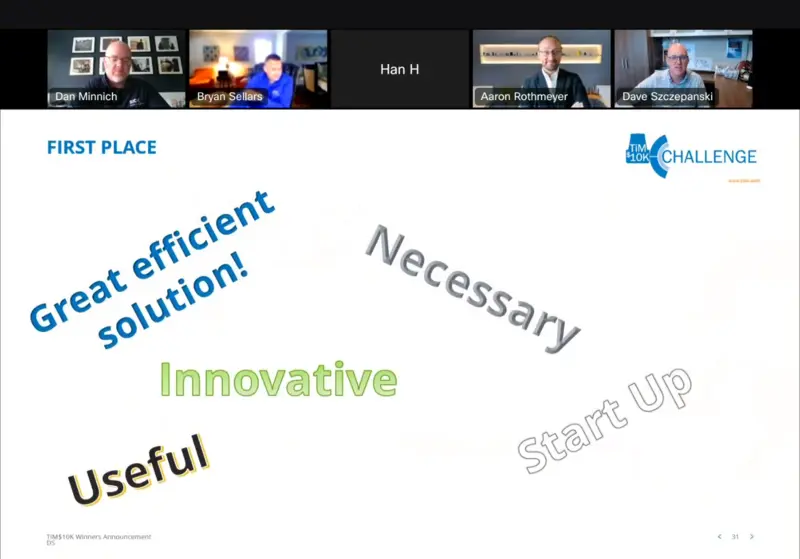 Dan Minnich
Bryan Sellars
Han H
Aaron Rothmeyer
Dave Szczepanski
FIRST PLACE
TIM
$10K
CHALLENGE
Great efficient
solution!
Necessary
Innovative
Start Up
Useful
TIM$10K Winners Announcement
DS
31